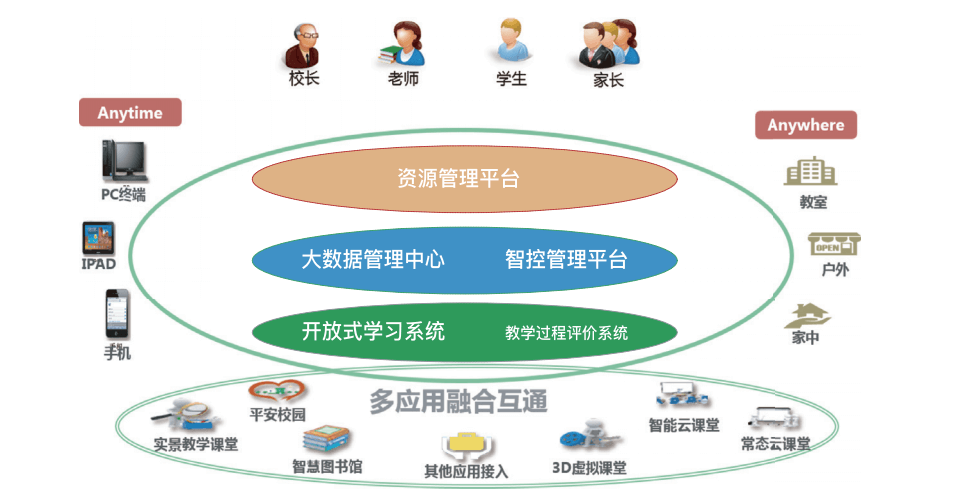 校长
老师
学生
家长
Anytime
Anywhere
PC终端
IPAD
手机
资源管理平台
大数据管理中心
智控管理平台
开放式学习系统
教学过程评价系统
教室
OPEN
户外
家中
多应用融合互通
平安校园
实景教学课堂
智慧图书馆
其他应用接入
3D虚拟课堂
智能云课堂
常态云课堂